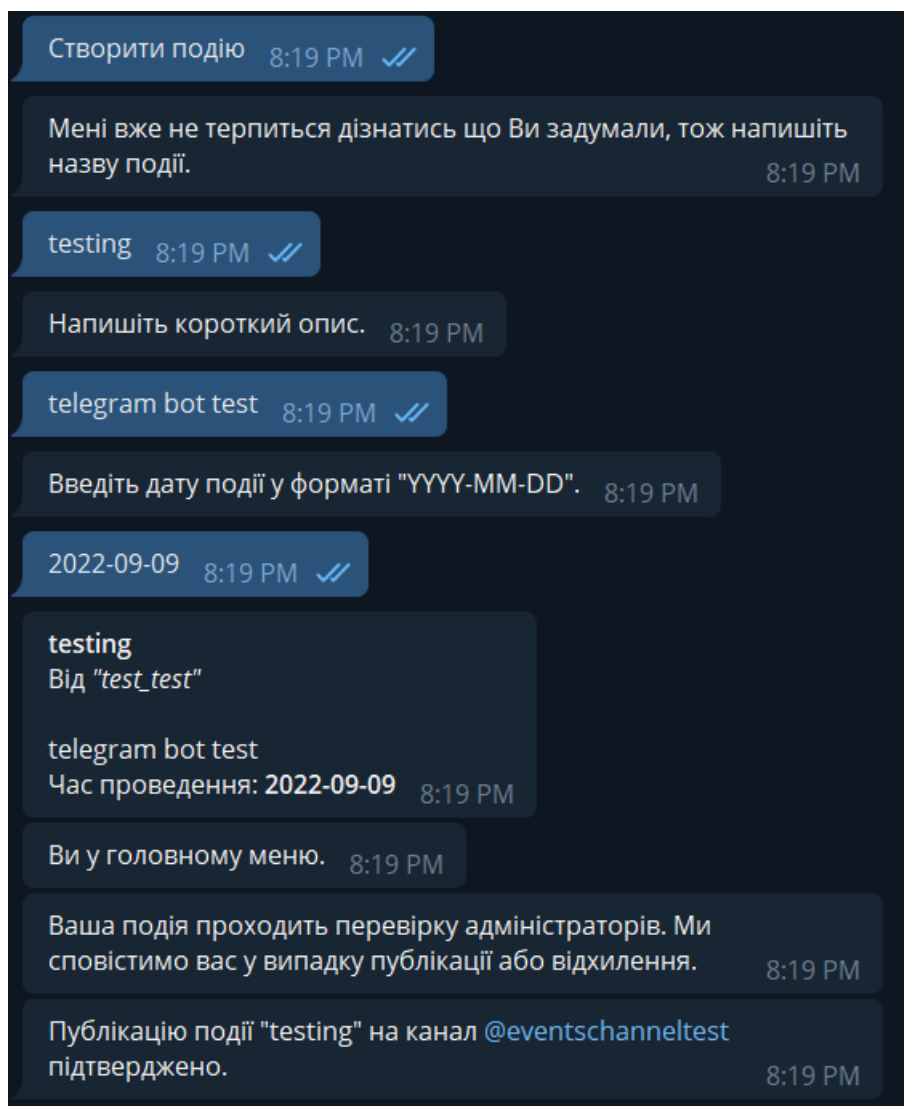 Створити подію 8:19 PM
Мені вже не терпиться дізнатись що Ви задумали, тож напишіть
назву події. 8:19 PM
testing 8:19 PM
Напишіть короткий опис. 8:19 PM
telegram bot test 8:19 PM
Введіть дату події у форматі "YYYY-MM-DD". 8:19 PM
2022-09-09 8:19 PM
testing
Від "test_test"
telegram bot test
Час проведення: 2022-09-09 8:19 PM
Ви у головному меню. 8:19 PM
Ваша подія проходить перевірку адміністраторів. Ми
сповістимо вас у випадку публікації або відхилення. 8:19 PM
Публікацію події "testing" на канал @eventschanneltest
підтверджено. 8:19 PM